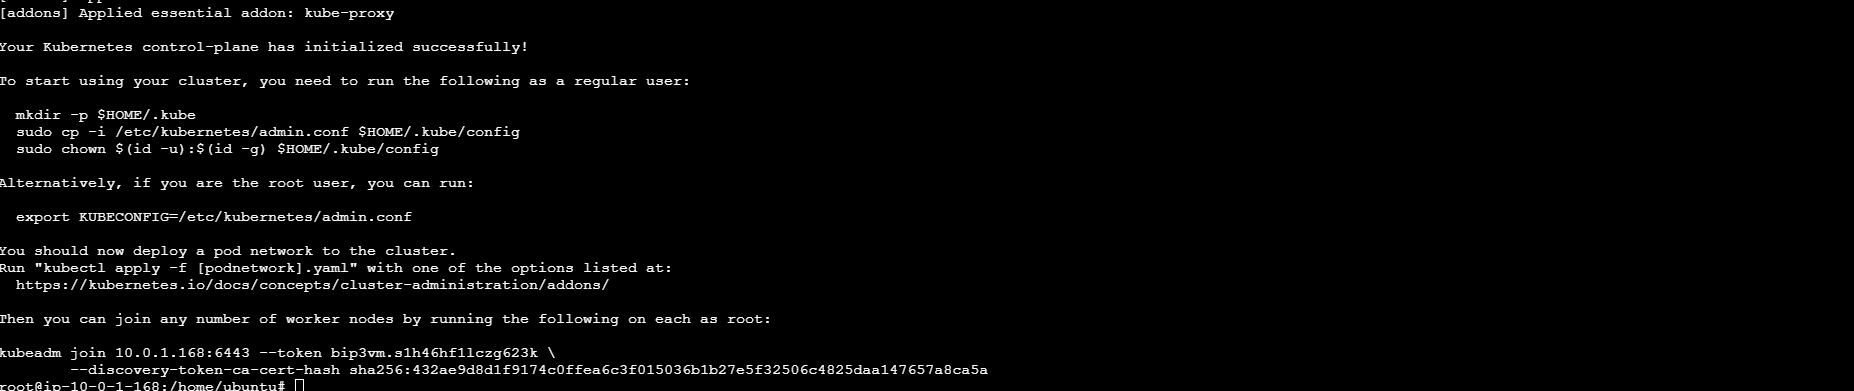 [addons] Applied essential addon: kube-proxy
Your Kubernetes control-plane has initialized successfully!
To start using your cluster, you need to run the following as a regular user:
mkdir -p $HOME/.kube
sudo cp -i /etc/kubernetes/admin.conf $HOME/.kube/config
sudo chown $(id -u):$(id -g) $HOME/.kube/config
Alternatively, if you are the root user, you can run:
export KUBECONFIG=/etc/kubernetes/admin.conf
You should now deploy a pod network to the cluster.
Run "kubectl apply -f [podnetwork].yaml" with one of the options listed at:
https://kubernetes.io/docs/concepts/cluster-administration/addons/
Then you can join any number of worker nodes by running the following on each as root:
kubeadm join 10.0.1.168:6443 --token bip3vm.s1h46hf1lczg623k \
--discovery-token-ca-cert-hash sha256:432ae9d8d1f9174c0ffea6c3f015036b1b27e5f32506c4825daa147657a8ca5a
root@ip-10-0-1-168:/home/ubuntu#